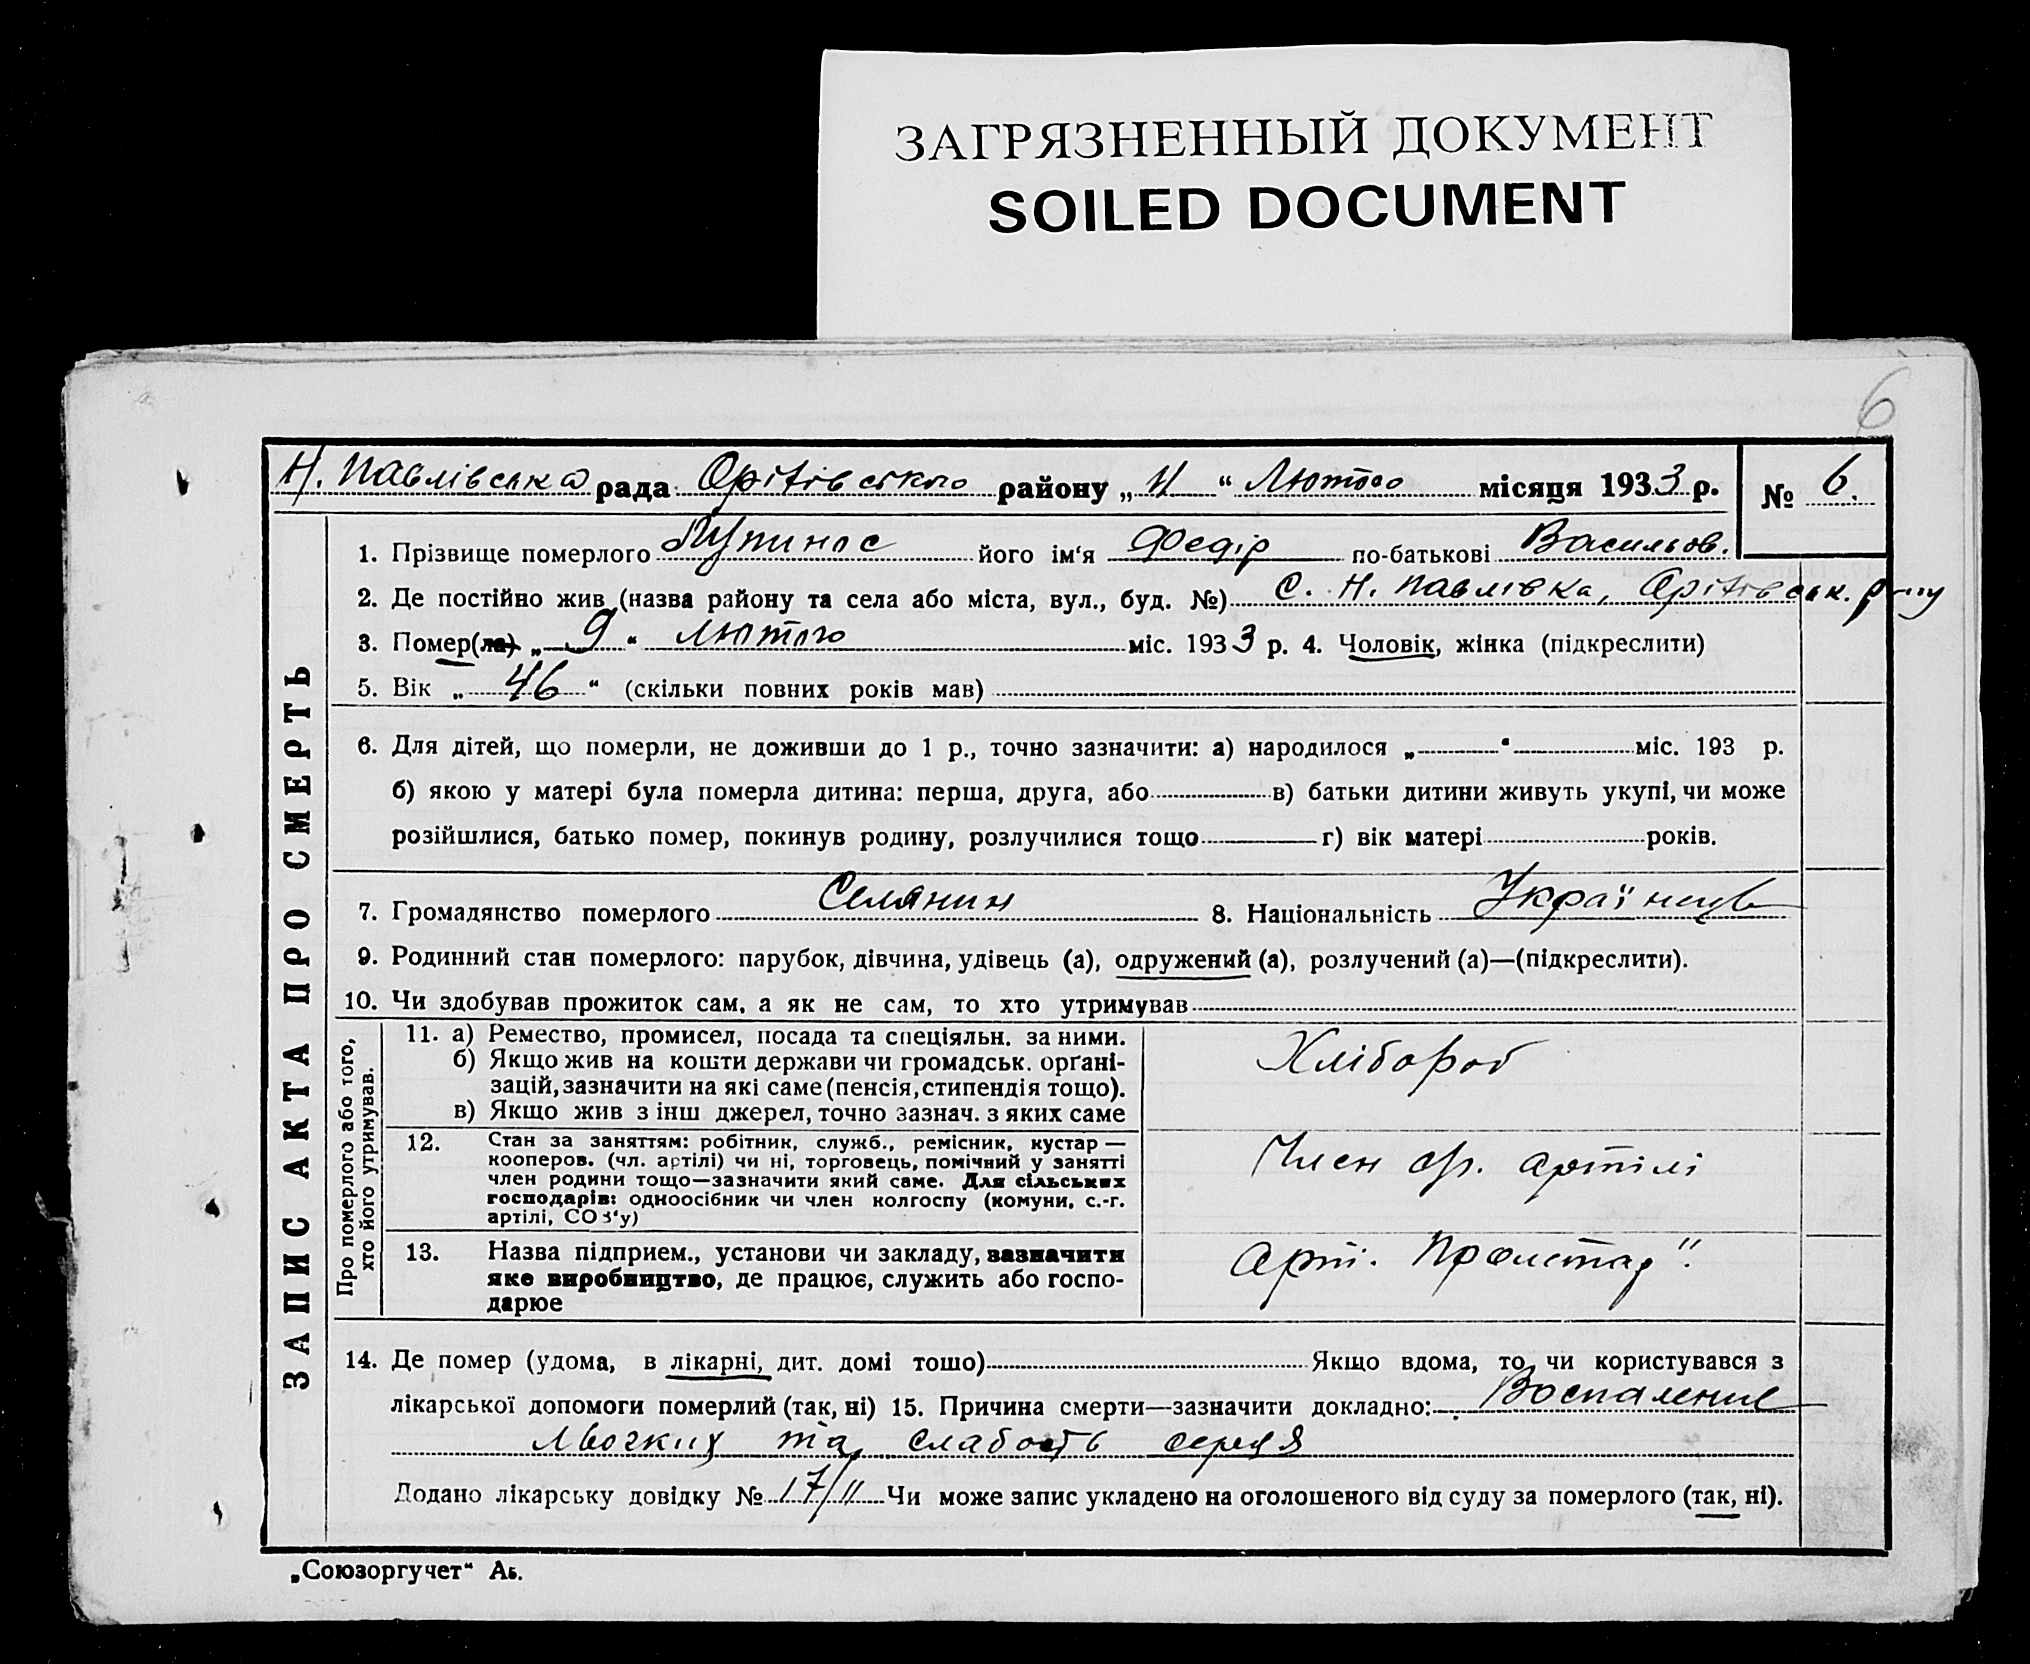 ЗАГРЯЗНЕННЫЙ ДОКУМЕНТ
SOILED DOCUMENT
6
Н. Павлівська рада Оріхівського району „ 11 “ Лютого місяця 1933 р. № 6.
ЗАПИС АКТА ПРО СМЕРТЬ
1. Прізвище померлого Пупинос його ім'я Федір по-батькові Васильов.
2. Де постійно жив (назва району та села або міста, вул., буд. №) С. Н. Павлівка, Оріхівськ. р-ну
3. Помер(ла) „ 9 “ Лютого міс. 1933 р. 4. Чоловік, жінка (підкреслити)
5. Вік „ 46 “ (скільки повних років мав)
6. Для дітей, що померли, не доживши до 1 р., точно зазначити: а) народилося „ “ міс. 193 р.
б) якою у матері була померла дитина: перша, друга, або в) батьки дитини живуть укупі, чи може
розійшлися, батько помер, покинув родину, розлучилися тощо г) вік матері років.
7. Громадянство померлого Селянин 8. Національність Українець
9. Родинний стан померлого: парубок, дівчина, удівець (а), одружений (а), розлучений (а)—(підкреслити).
10. Чи здобував прожиток сам, а як не сам, то хто утримував
Про померлого або того, хто його утримував.
11. а) Ремество, промисел, посада та спеціяльн. за ними.
б) Якщо жив на кошти держави чи громадськ. орґані-
зацій, зазначити на які саме (пенсія, стипендія тощо).
в) Якщо жив з інш джерел, точно зазнач. з яких саме
Хлібороб
12. Стан за заняттям: робітник, служб., ремісник, кустар —
кооперов. (чл. артілі) чи ні, торговець, помічний у занятті
член родини тощо—зазначити який саме. Для сільських
господарів: одноосібник чи член колгоспу (комуни, с.-г.
артілі, СОЗ'у)
Член ар. артілі
13. Назва підприєм., установи чи закладу, зазначити
яке виробництво, де працює, служить або госпо-
дарює
Арт. Пролетар".
14. Де помер (удома, в лікарні, дит. домі тошо) Якщо вдома, то чи користувався з
лікарської допомоги померлий (так, ні) 15. Причина смерти—зазначити докладно: Воспаление
льогких та слабость серця
Додано лікарську довідку № 17/II Чи може запис укладено на оголошеного від суду за померлого (так, ні).
„Союзоргучет“ Аб.